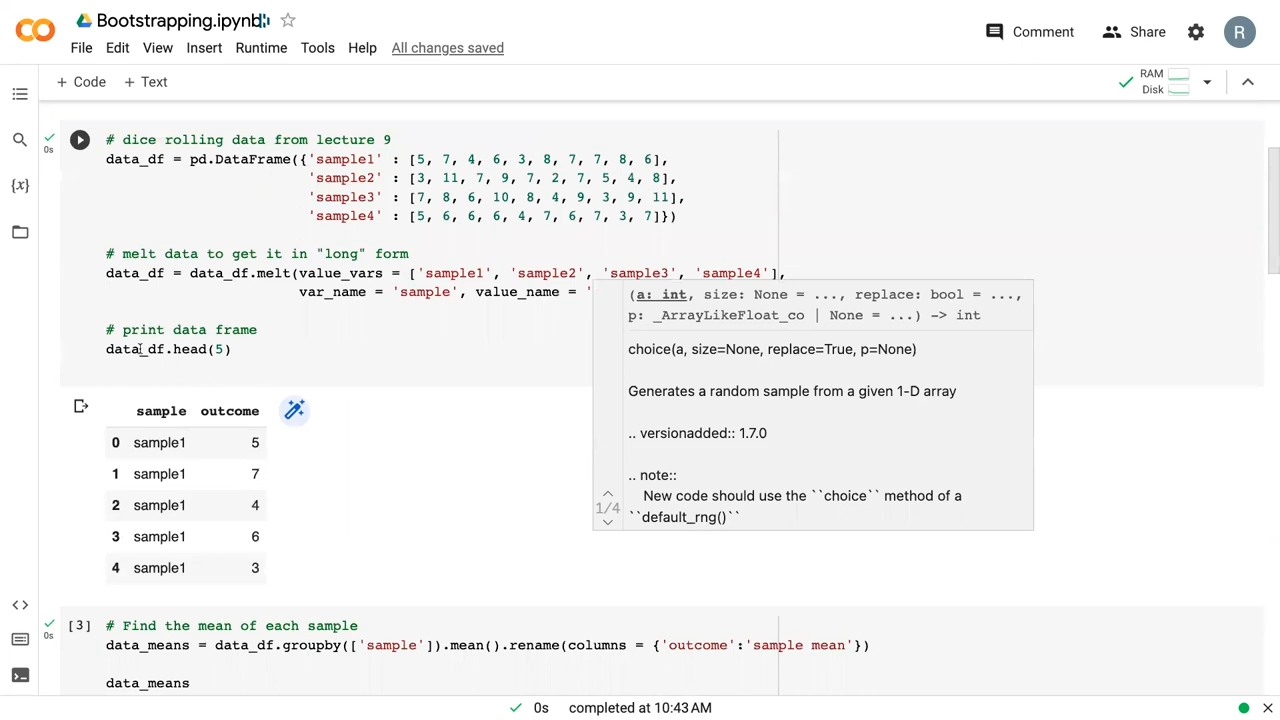 Bootstrapping.ipynb
File Edit View Insert Runtime Tools Help All changes saved
Comment Share R
+ Code + Text
RAM
Disk
0s
# dice rolling data from lecture 9
data_df = pd.DataFrame({'sample1' : [5, 7, 4, 6, 3, 8, 7, 7, 8, 6],
'sample2' : [3, 11, 7, 9, 7, 2, 7, 5, 4, 8],
'sample3' : [7, 8, 6, 10, 8, 4, 9, 3, 9, 11],
'sample4' : [5, 6, 6, 6, 4, 7, 6, 7, 3, 7]})
# melt data to get it in "long" form
data_df = data_df.melt(value_vars = ['sample1', 'sample2', 'sample3', 'sample4'],
var_name = 'sample', value_name = '
# print data frame
data_df.head(5)
(a: int, size: None = ..., replace: bool = ...,
p: _ArrayLikeFloat_co | None = ...) -> int
choice(a, size=None, replace=True, p=None)
Generates a random sample from a given 1-D array
.. versionadded:: 1.7.0
.. note::
New code should use the ``choice`` method of a
``default_rng()``
1/4
sample outcome
0 sample1 5
1 sample1 7
2 sample1 4
3 sample1 6
4 sample1 3
[3]
0s
# Find the mean of each sample
data_means = data_df.groupby(['sample']).mean().rename(columns = {'outcome':'sample mean'})
data_means
0s completed at 10:43 AM